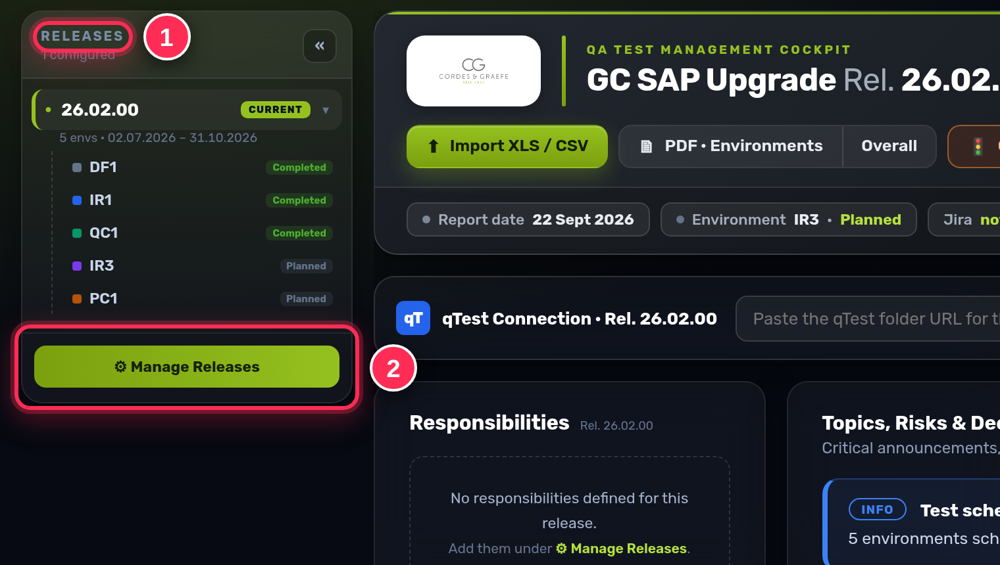 RELEASES
1 configured
1
«
26.02.00 CURRENT ▼
5 envs • 02.07.2026 – 31.10.2026
DF1 Completed
IR1 Completed
QC1 Completed
IR3 Planned
PC1 Planned
⚙ Manage Releases
2
CG
CORDES & GRAEFE
QA TEST MANAGEMENT COCKPIT
GC SAP Upgrade Rel. 26.02.
⬆ Import XLS / CSV
PDF • Environments
Overall
Report date 22 Sept 2026
Environment IR3 • Planned
Jira
qT qTest Connection • Rel. 26.02.00
Paste the qTest folder URL for
Responsibilities Rel. 26.02.00
No responsibilities defined for this
release.
Add them under ⚙ Manage Releases.
Topics, Risks &
Critical announcements,
INFO Test
5 environments